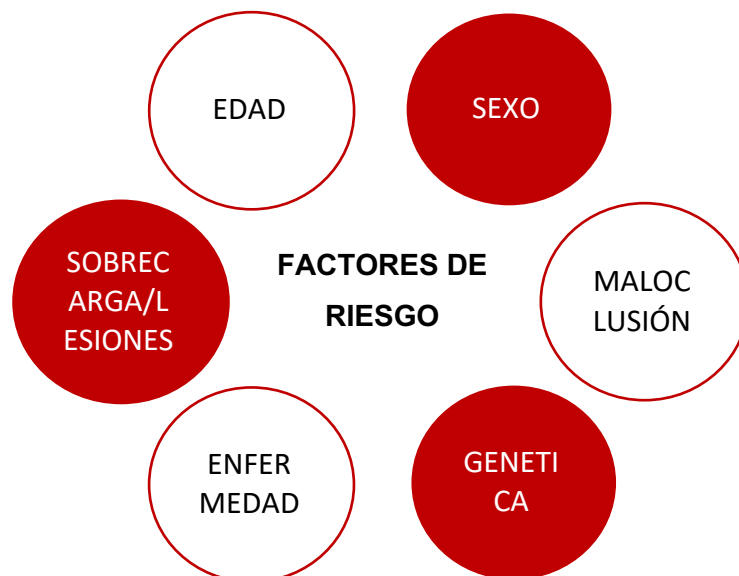 EDAD
SEXO
SOBREC
ARGA/L
ESIONES
FACTORES DE
RIESGO
MALOC
LUSIÓN
ENFER
MEDAD
GENETI
CA